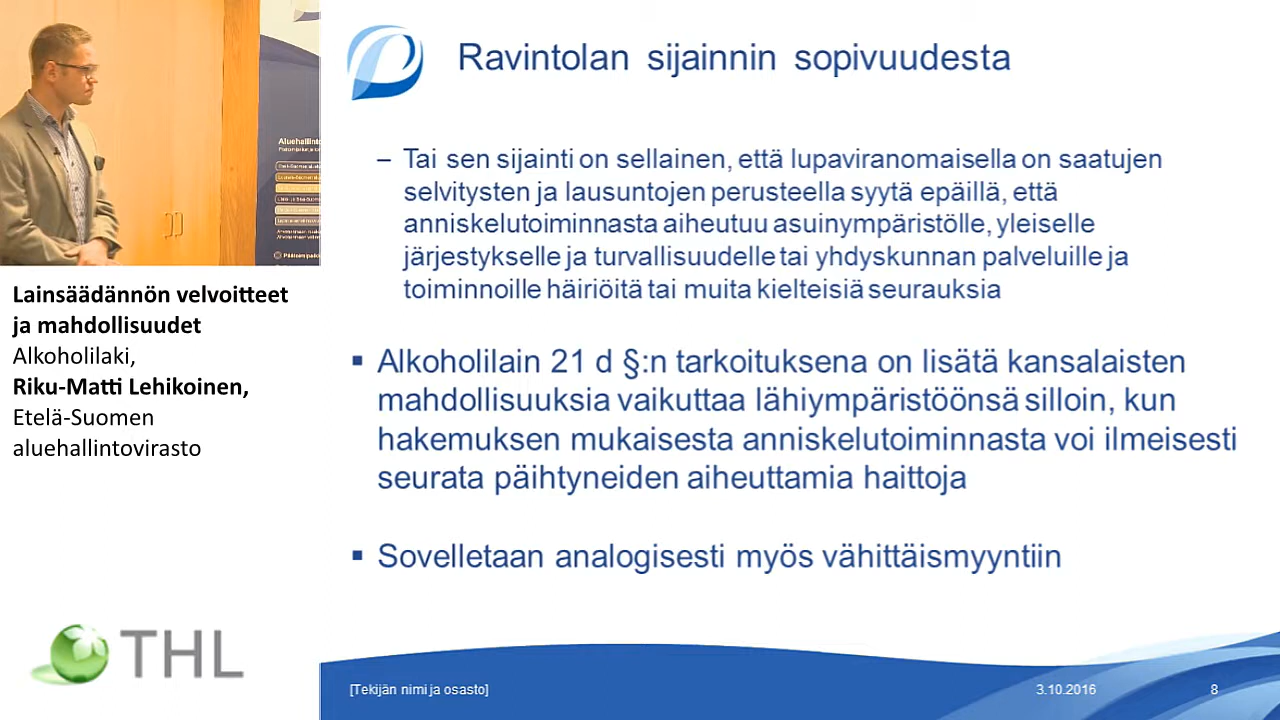 Ravintolan sijainnin sopivuudesta
– Tai sen sijainti on sellainen, että lupaviranomaisella on saatujen
selvitysten ja lausuntojen perusteella syytä epäillä, että
anniskelutoiminnasta aiheutuu asuinympäristölle, yleiselle
järjestykselle ja turvallisuudelle tai yhdyskunnan palveluille ja
toiminnoille häiriöitä tai muita kielteisiä seurauksia
▪ Alkoholilain 21 d §:n tarkoituksena on lisätä kansalaisten
mahdollisuuksia vaikuttaa lähiympäristöönsä silloin, kun
hakemuksen mukaisesta anniskelutoiminnasta voi ilmeisesti
seurata päihtyneiden aiheuttamia haittoja
▪ Sovelletaan analogisesti myös vähittäismyyntiin
[Tekijän nimi ja osasto]
3.10.2016
8
Aluehallinto
Lainsäädännön velvoitteet
ja mahdollisuudet
Alkoholilaki,
Riku-Matti Lehikoinen,
Etelä-Suomen
aluehallintovirasto
THL